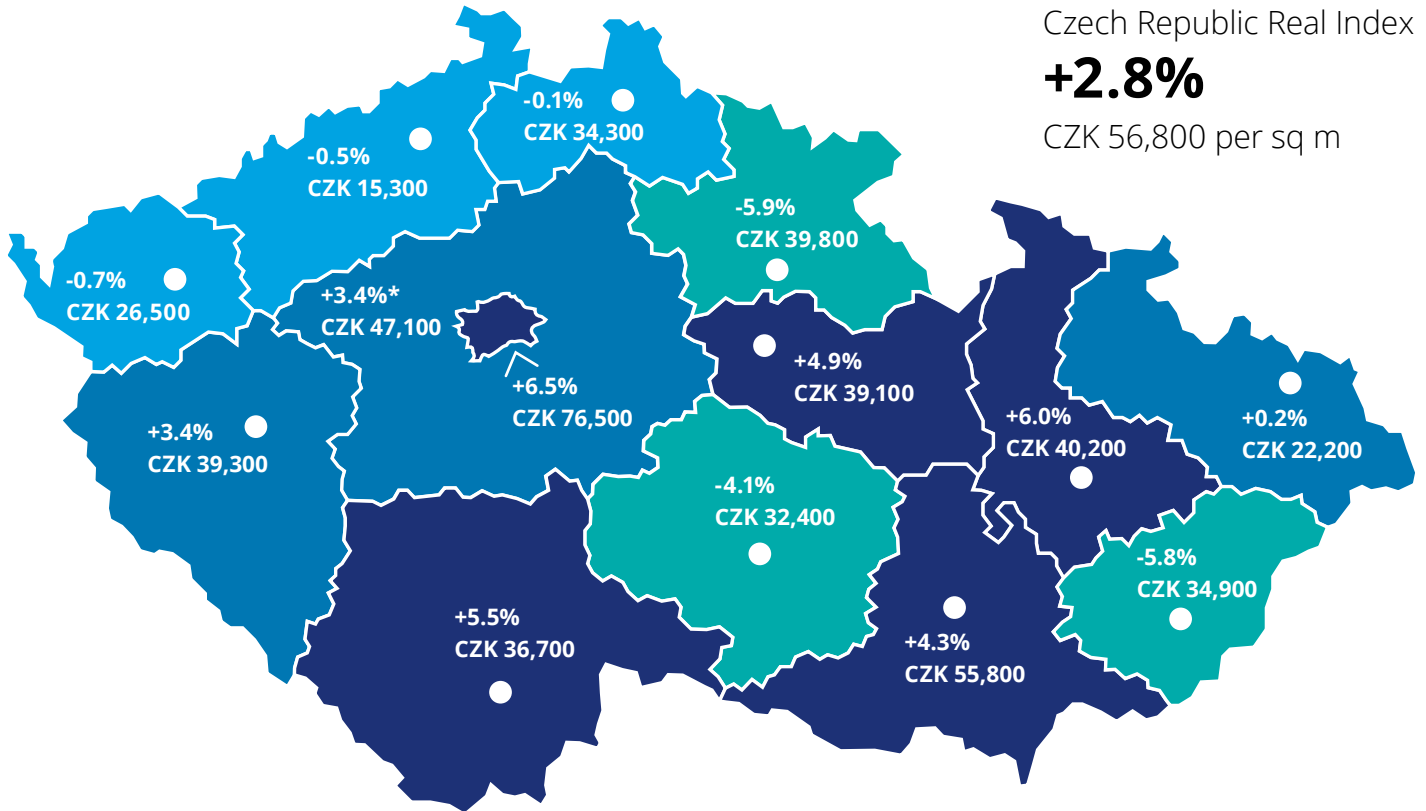 Czech Republic Real Index
+2.8%
CZK 56,800 per sq m
-0.1%
CZK 34,300
-0.5%
CZK 15,300
-5.9%
CZK 39,800
-0.7%
CZK 26,500
+3.4%*
CZK 47,100
+4.9%
CZK 39,100
+6.5%
CZK 76,500
+6.0%
CZK 40,200
+0.2%
CZK 22,200
+3.4%
CZK 39,300
-4.1%
CZK 32,400
-5.8%
CZK 34,900
+5.5%
CZK 36,700
+4.3%
CZK 55,800